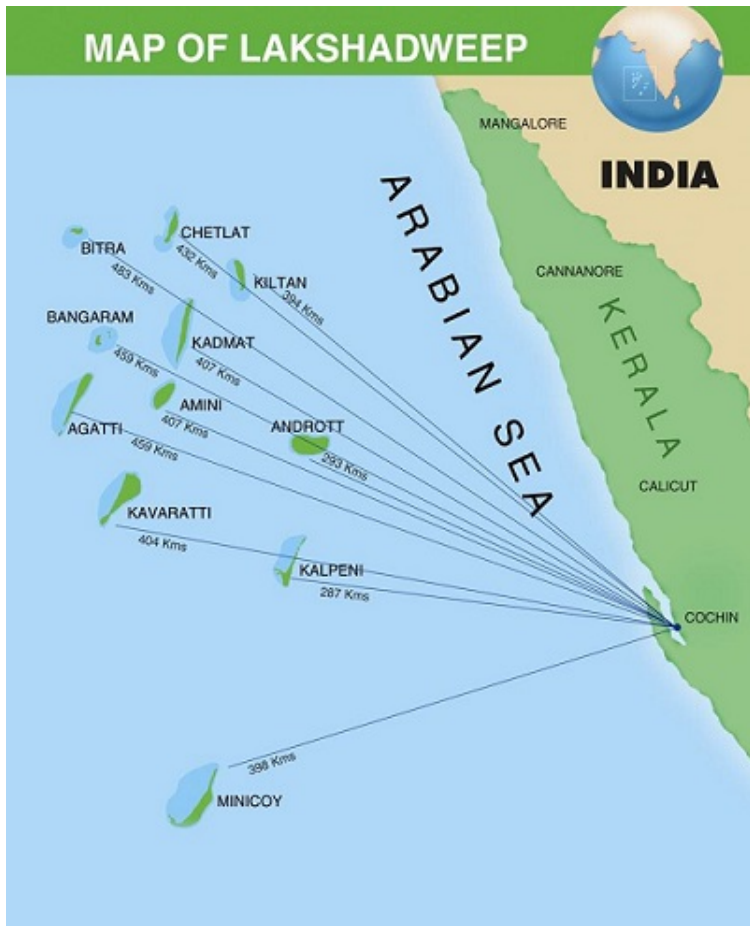 MAP OF LAKSHADWEEP
MANGALORE
INDIA
ARABIAN SEA
CHETLAT
432 Kms
BITRA
483 Kms
KILTAN
394 Kms
CANNANORE
KERALA
BANGARAM
459 Kms
KADMAT
407 Kms
AMINI
407 Kms
AGATTI
459 Kms
ANDROTT
293 Kms
CALICUT
KAVARATTI
404 Kms
KALPENI
287 Kms
COCHIN
398 Kms
MINICOY